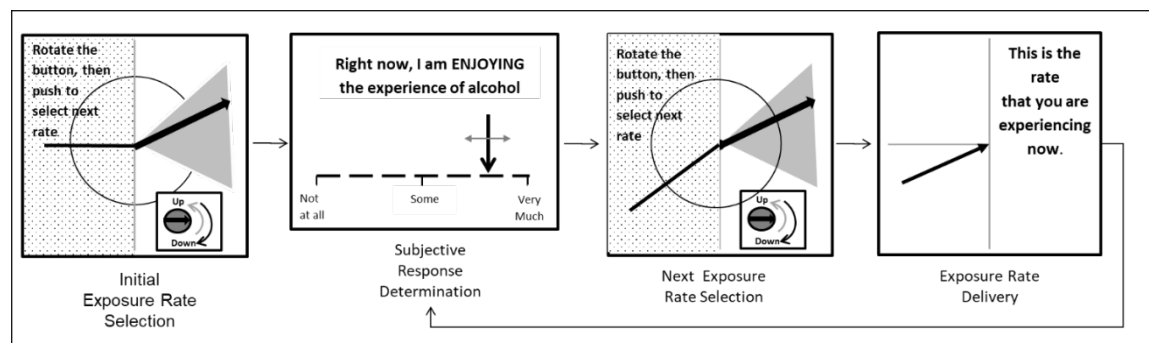 Rotate the
button, then
push to
select next
rate
Up
Down
Initial
Exposure Rate
Selection
Right now, I am ENJOYING
the experience of alcohol
Not
at all
Some
Very
Much
Subjective
Response
Determination
Rotate the
button, then
push to
select next
rate
Up
Down
Next Exposure
Rate Selection
This is the
rate
that you are
experiencing
now.
Exposure Rate
Delivery